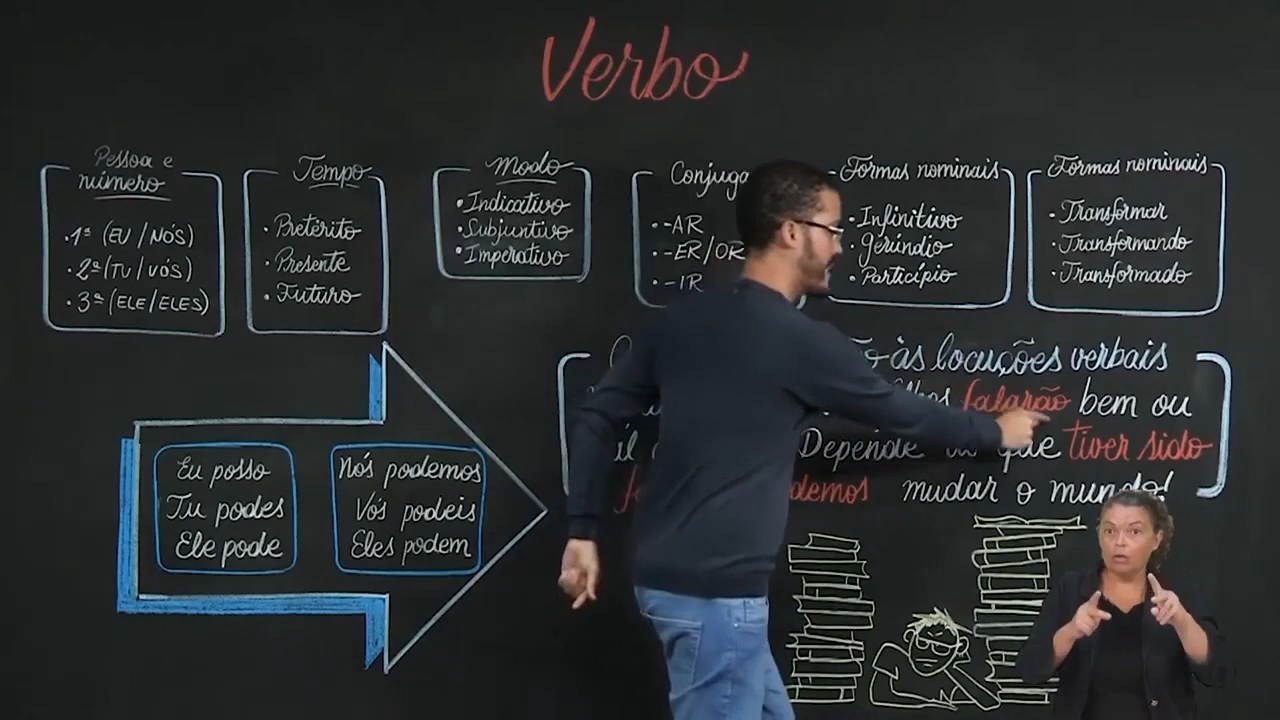 Verbo
Pessoa e
número
• 1ª (EU / NÓS)
• 2ª (TU / VÓS)
• 3ª (ELE / ELES)
Tempo
• Pretérito
• Presente
• Futuro
Modo
• Indicativo
• Subjuntivo
• Imperativo
Conjuga
• -AR
• -ER/OR
• -IR
Formas nominais
• Infinitivo
• Gerúndio
• Particípio
Formas nominais
• Transformar
• Transformando
• Transformado
às locuções verbais
falarão bem ou
Depende que tiver sido
demos mudar o mundo!
Eu posso
Tu podes
Ele pode
Nós podemos
Vós podeis
Eles podem